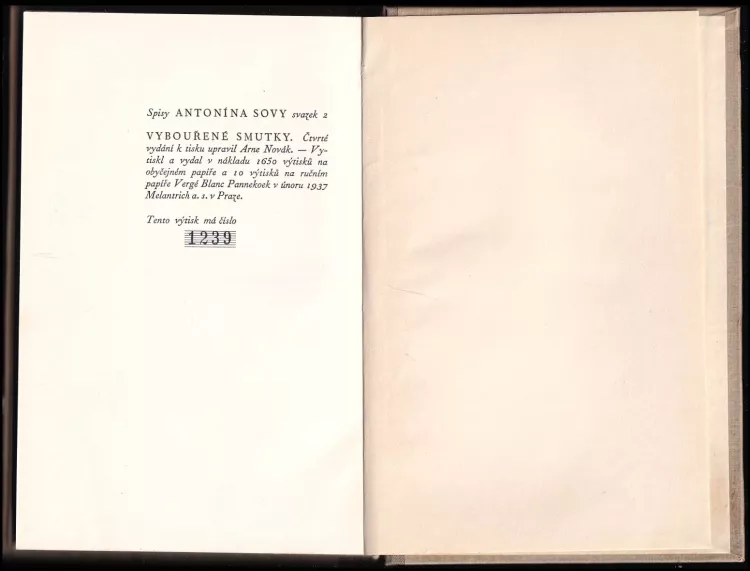 Spisy ANTONÍNA SOVY svazek 2
VYBOUŘENÉ SMUTKY. Čtvrté
vydání k tisku upravil Arne Novák. — Vy-
tiskl a vydal v nákladu 1650 výtisků na
obyčejném papíře a 10 výtisků na ručním
papíře Vergé Blanc Pannekoek v únoru 1937
Melantrich a. s. v Praze.
Tento výtisk má číslo
1239